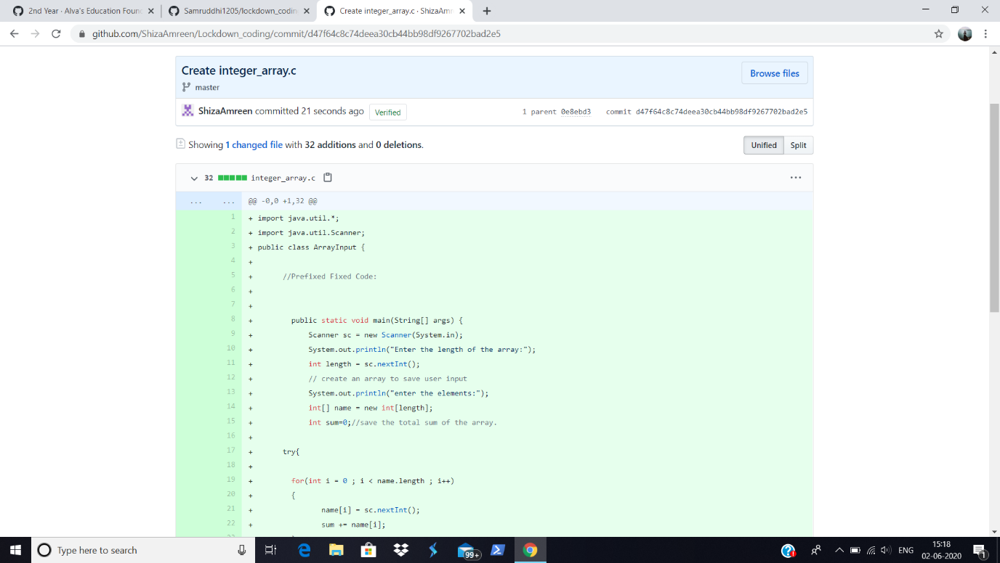 2nd Year · Alva's Education Foun
Samruddhi1205/lockdown_codin
Create integer_array.c · ShizaAmr
github.com/ShizaAmreen/Lockdown_coding/commit/d47f64c8c74deea30cb44bb98df9267702bad2e5
Create integer_array.c
Browse files
master
ShizaAmreen committed 21 seconds ago Verified 1 parent 0e8ebd3 commit d47f64c8c74deea30cb44bb98df9267702bad2e5
Showing 1 changed file with 32 additions and 0 deletions.
Unified Split
32 integer_array.c
... ... @@ -0,0 +1,32 @@
1 + import java.util.*;
2 + import java.util.Scanner;
3 + public class ArrayInput {
4 +
5 + //Prefixed Fixed Code:
6 +
7 +
8 + public static void main(String[] args) {
9 + Scanner sc = new Scanner(System.in);
10 + System.out.println("Enter the length of the array:");
11 + int length = sc.nextInt();
12 + // create an array to save user input
13 + System.out.println("enter the elements:");
14 + int[] name = new int[length];
15 + int sum=0;//save the total sum of the array.
16 +
17 + try{
18 +
19 + for(int i = 0 ; i < name.length ; i++)
20 + {
21 + name[i] = sc.nextInt();
22 + sum += name[i];
Type here to search
99+
ENG
15:18
02-06-2020
1